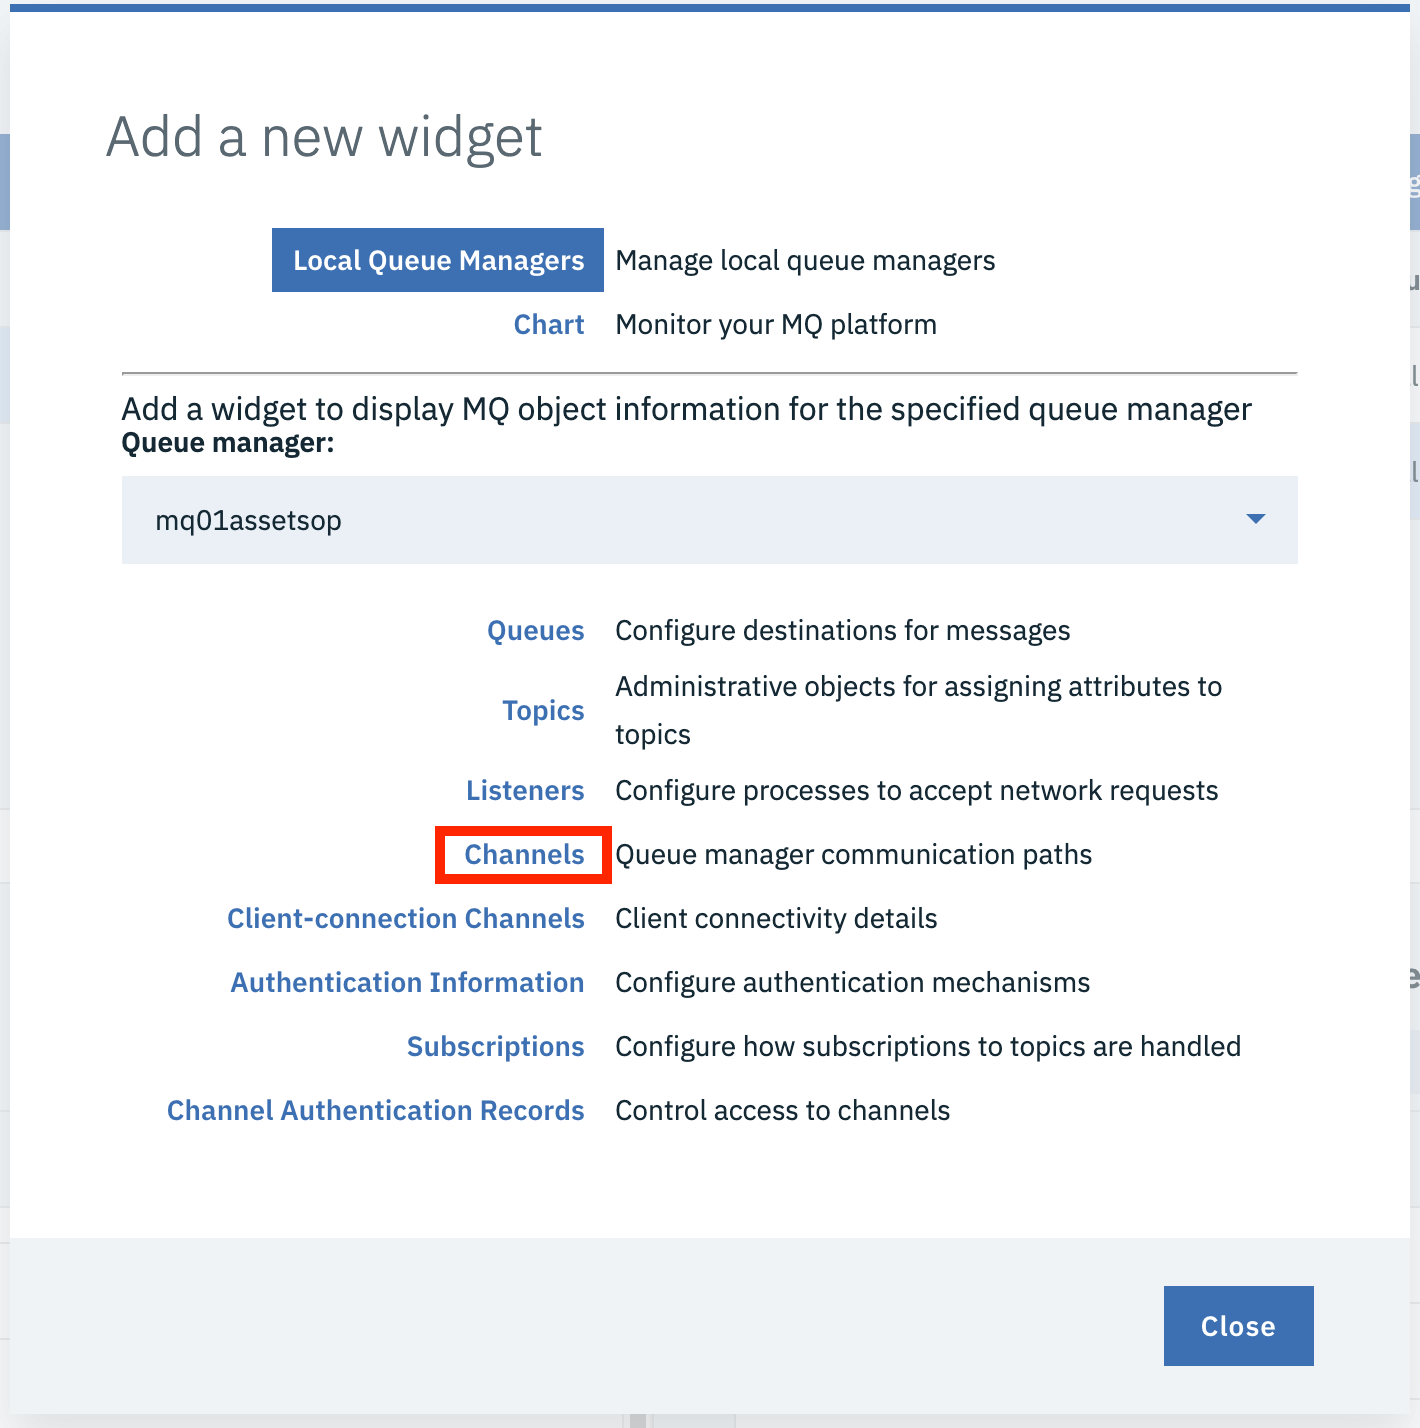 Add a new widget
Local Queue Managers Manage local queue managers
Chart Monitor your MQ platform
Add a widget to display MQ object information for the specified queue manager
Queue manager:
mq01assetsop
Queues Configure destinations for messages
Topics Administrative objects for assigning attributes to
topics
Listeners Configure processes to accept network requests
Channels Queue manager communication paths
Client-connection Channels Client connectivity details
Authentication Information Configure authentication mechanisms
Subscriptions Configure how subscriptions to topics are handled
Channel Authentication Records Control access to channels
Close